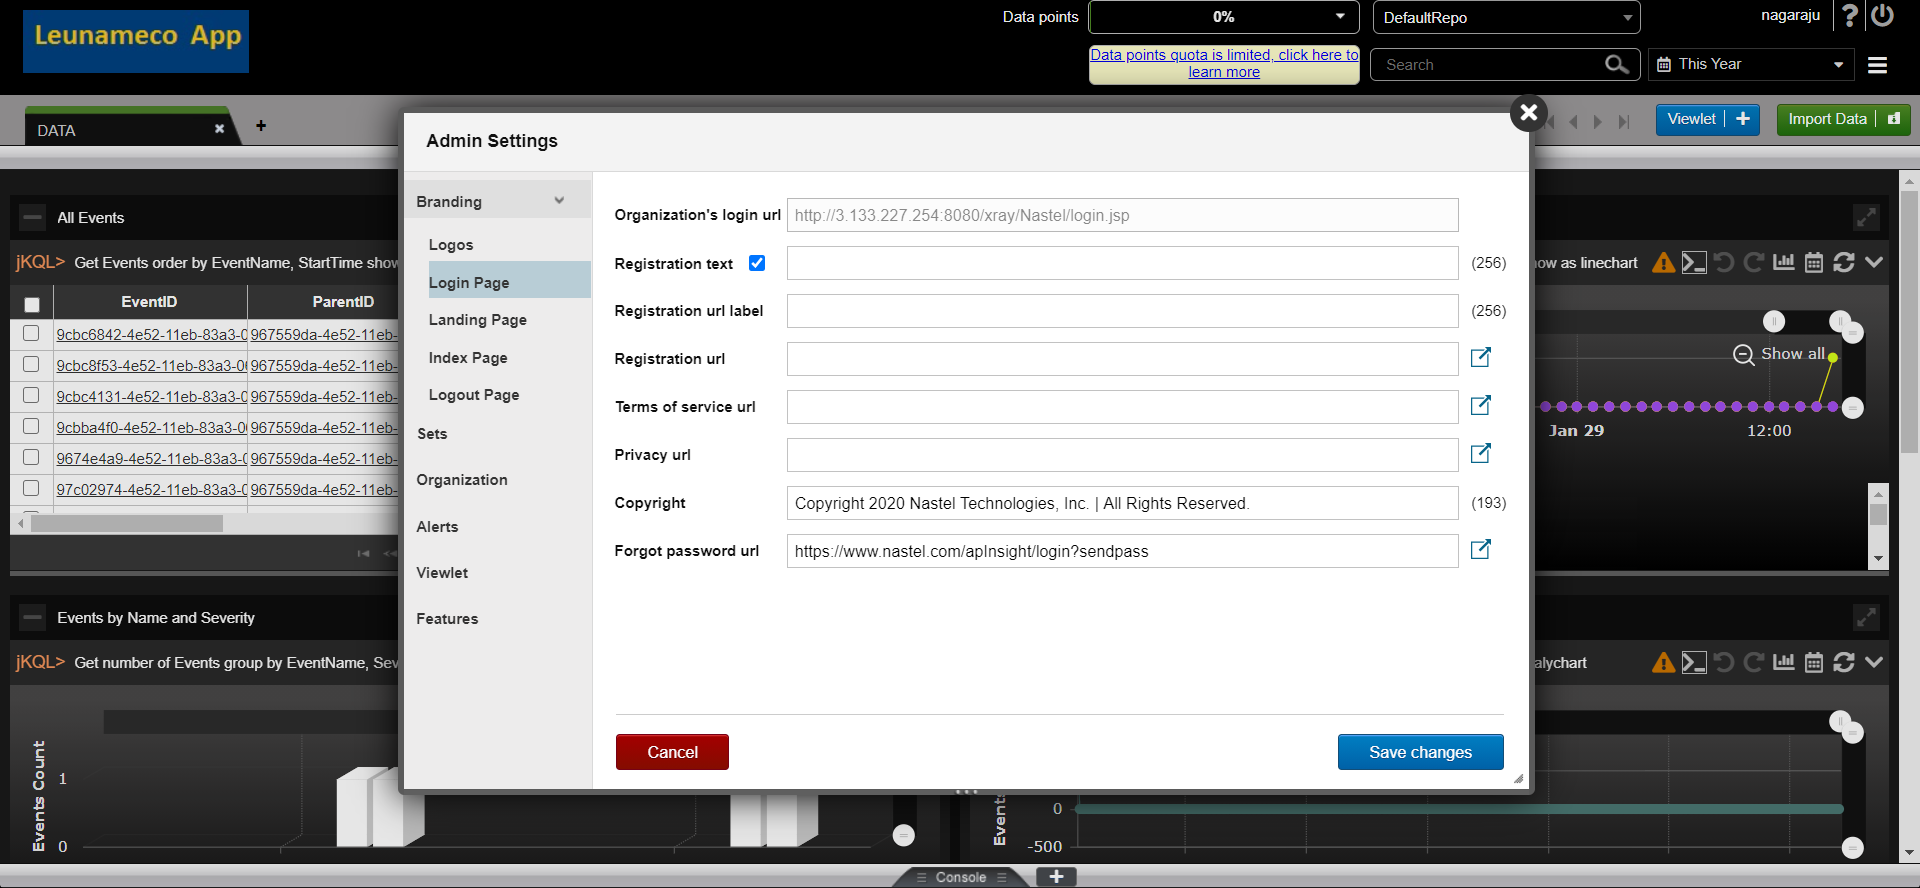 Leunameco App
Data points
0%
DefaultRepo
nagaraju
?
Data points quota is limited, click here to
learn more
Search
This Year
DATA
+
Viewlet +
Import Data
Admin Settings
Branding
Logos
Login Page
Landing Page
Index Page
Logout Page
Sets
Organization
Alerts
Viewlet
Features
Organization's login url
http://3.133.227.254:8080/xray/Nastel/login.jsp
Registration text
(256)
Registration url label
(256)
Registration url
Terms of service url
Privacy url
Copyright
Copyright 2020 Nastel Technologies, Inc. | All Rights Reserved.
(193)
Forgot password url
https://www.nastel.com/apInsight/login?sendpass
Cancel
Save changes
All Events
jKQL> Get Events order by EventName, StartTime show
EventID ParentID
9cbc6842-4e52-11eb-83a3-0 967559da-4e52-11eb-
9cbc8f53-4e52-11eb-83a3-0 967559da-4e52-11eb-
9cbc4131-4e52-11eb-83a3-0 967559da-4e52-11eb-
9cbba4f0-4e52-11eb-83a3-0 967559da-4e52-11eb-
9674e4a9-4e52-11eb-83a3-0 967559da-4e52-11eb-
97c02974-4e52-11eb-83a3-0 967559da-4e52-11eb-
ow as linechart
Show all
Jan 29
12:00
Events by Name and Severity
jKQL> Get number of Events group by EventName, Sev
Events Count
1
0
alychart
Events
0
-500
Console
+